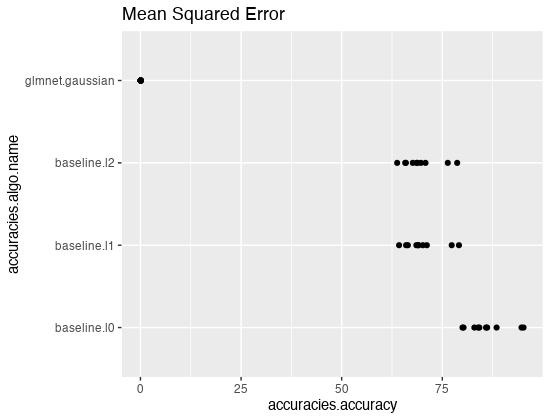 Mean Squared Error
accuracies.algo.name
glmnet.gaussian
baseline.l2
baseline.l1
baseline.l0
0 25 50 75
accuracies.accuracy